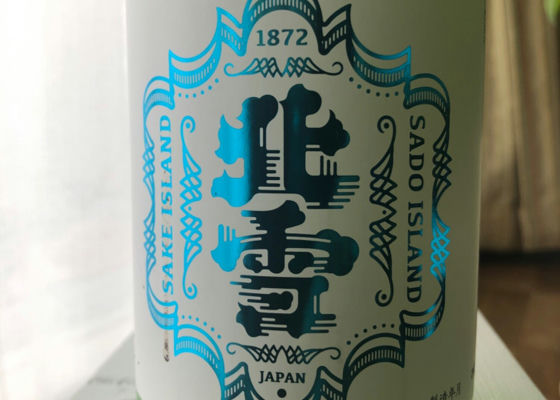 1872
SAKE ISLAND
北雪
SADO ISLAND
JAPAN